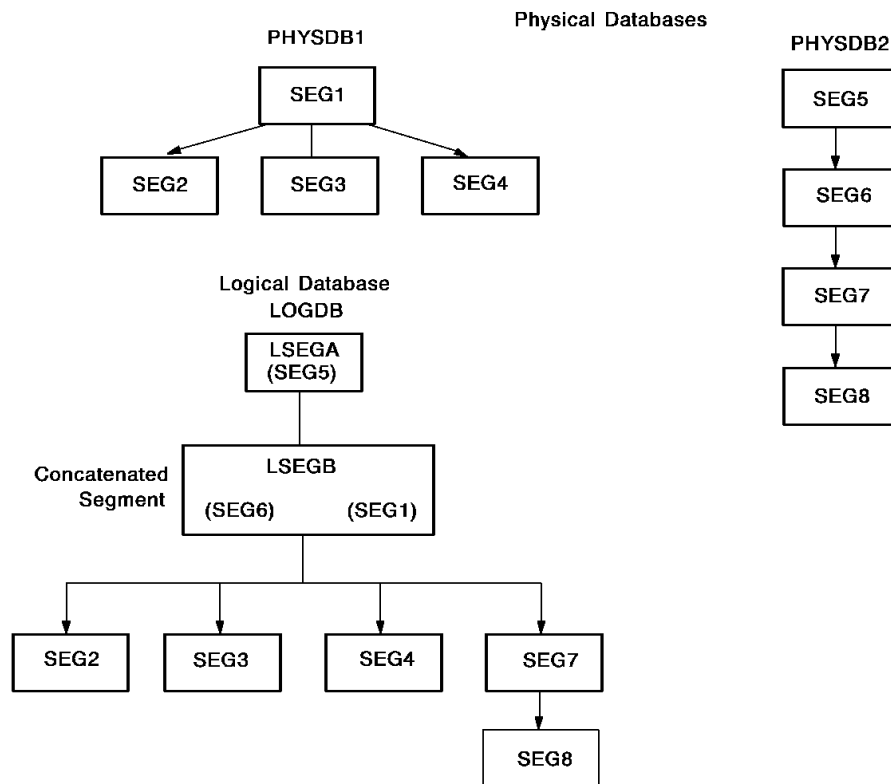 Physical Databases
PHYSDB1
PHYSDB2
SEG1
SEG2
SEG3
SEG4
SEG5
SEG6
SEG7
SEG8
Logical Database
LOGDB
LSEGA
(SEG5)
Concatenated
Segment
LSEGB
(SEG6) (SEG1)
SEG2
SEG3
SEG4
SEG7
SEG8